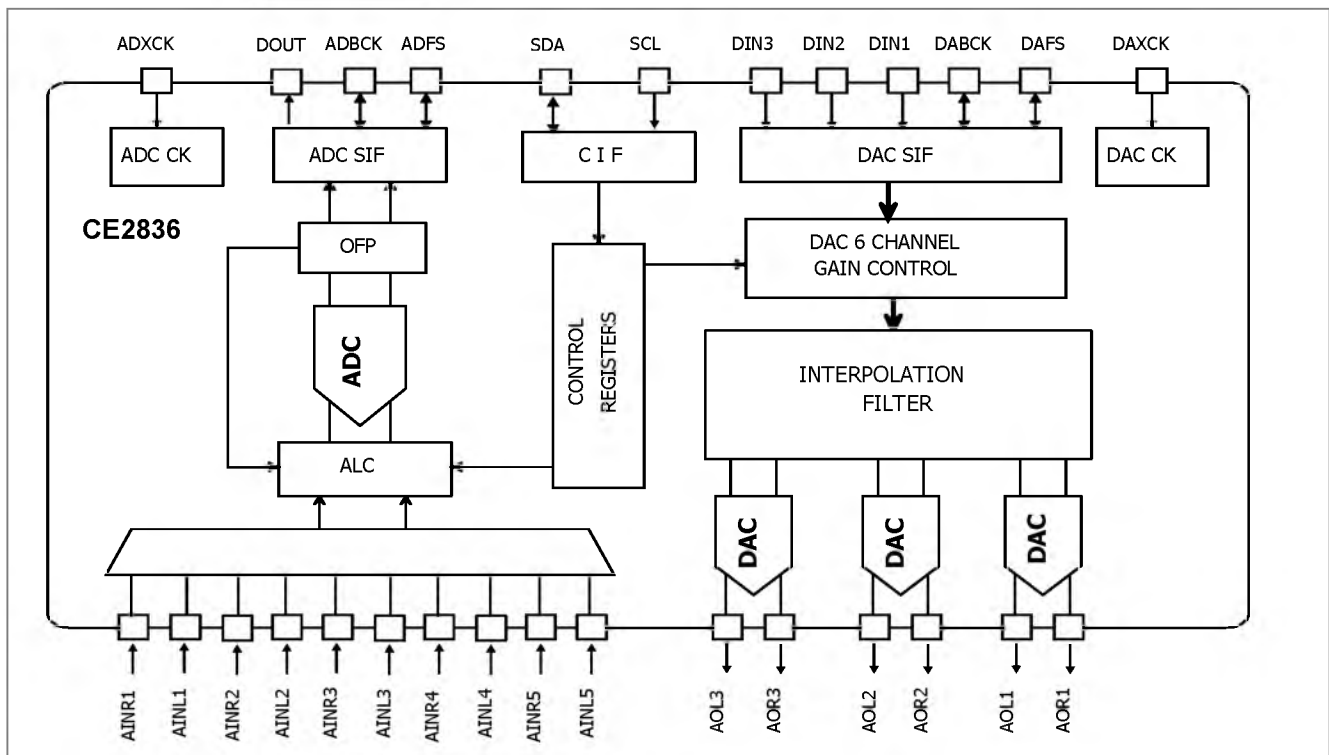 ADXCK
DOUT
ADBCK
ADFS
SDA
SCL
DIN3
DIN2
DIN1
DABCK
DAFS
DAXCK
ADC CK
ADC SIF
C I F
DAC SIF
DAC CK
CE2836
OFP
DAC 6 CHANNEL
GAIN CONTROL
ADC
CONTROL
REGISTERS
INTERPOLATION
FILTER
ALC
DAC
DAC
DAC
AINR1
AINL1
AINR2
AINL2
AINR3
AINL3
AINR4
AINL4
AINR5
AINL5
AOL3
AOR3
AOL2
AOR2
AOL1
AOR1